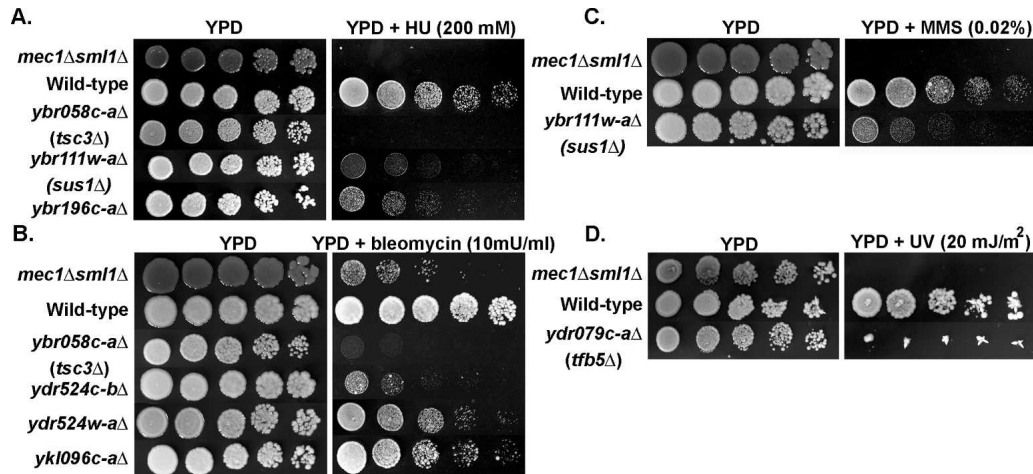 A.
YPD
YPD + HU (200 mM)
mec1Δsml1Δ
Wild-type
ybr058c-aΔ
(tsc3Δ)
ybr111w-aΔ
(sus1Δ)
ybr196c-aΔ
B.
YPD
YPD + bleomycin (10mU/ml)
mec1Δsml1Δ
Wild-type
ybr058c-aΔ
(tsc3Δ)
ydr524c-bΔ
ydr524w-aΔ
ykl096c-aΔ
C.
YPD
YPD + MMS (0.02%)
mec1Δsml1Δ
Wild-type
ybr111w-aΔ
(sus1Δ)
D.
YPD
YPD + UV (20 mJ/m²)
mec1Δsml1Δ
Wild-type
ydr079c-aΔ
(tfb5Δ)